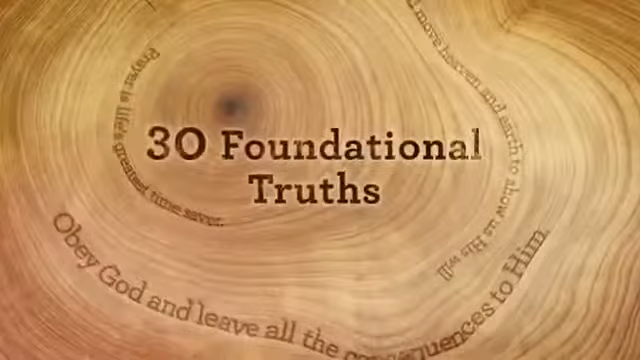 30 Foundational
Truths
Prayer is life's greatest time saver.
move heaven and earth to show us His will
Obey God and leave all the consequences to Him.